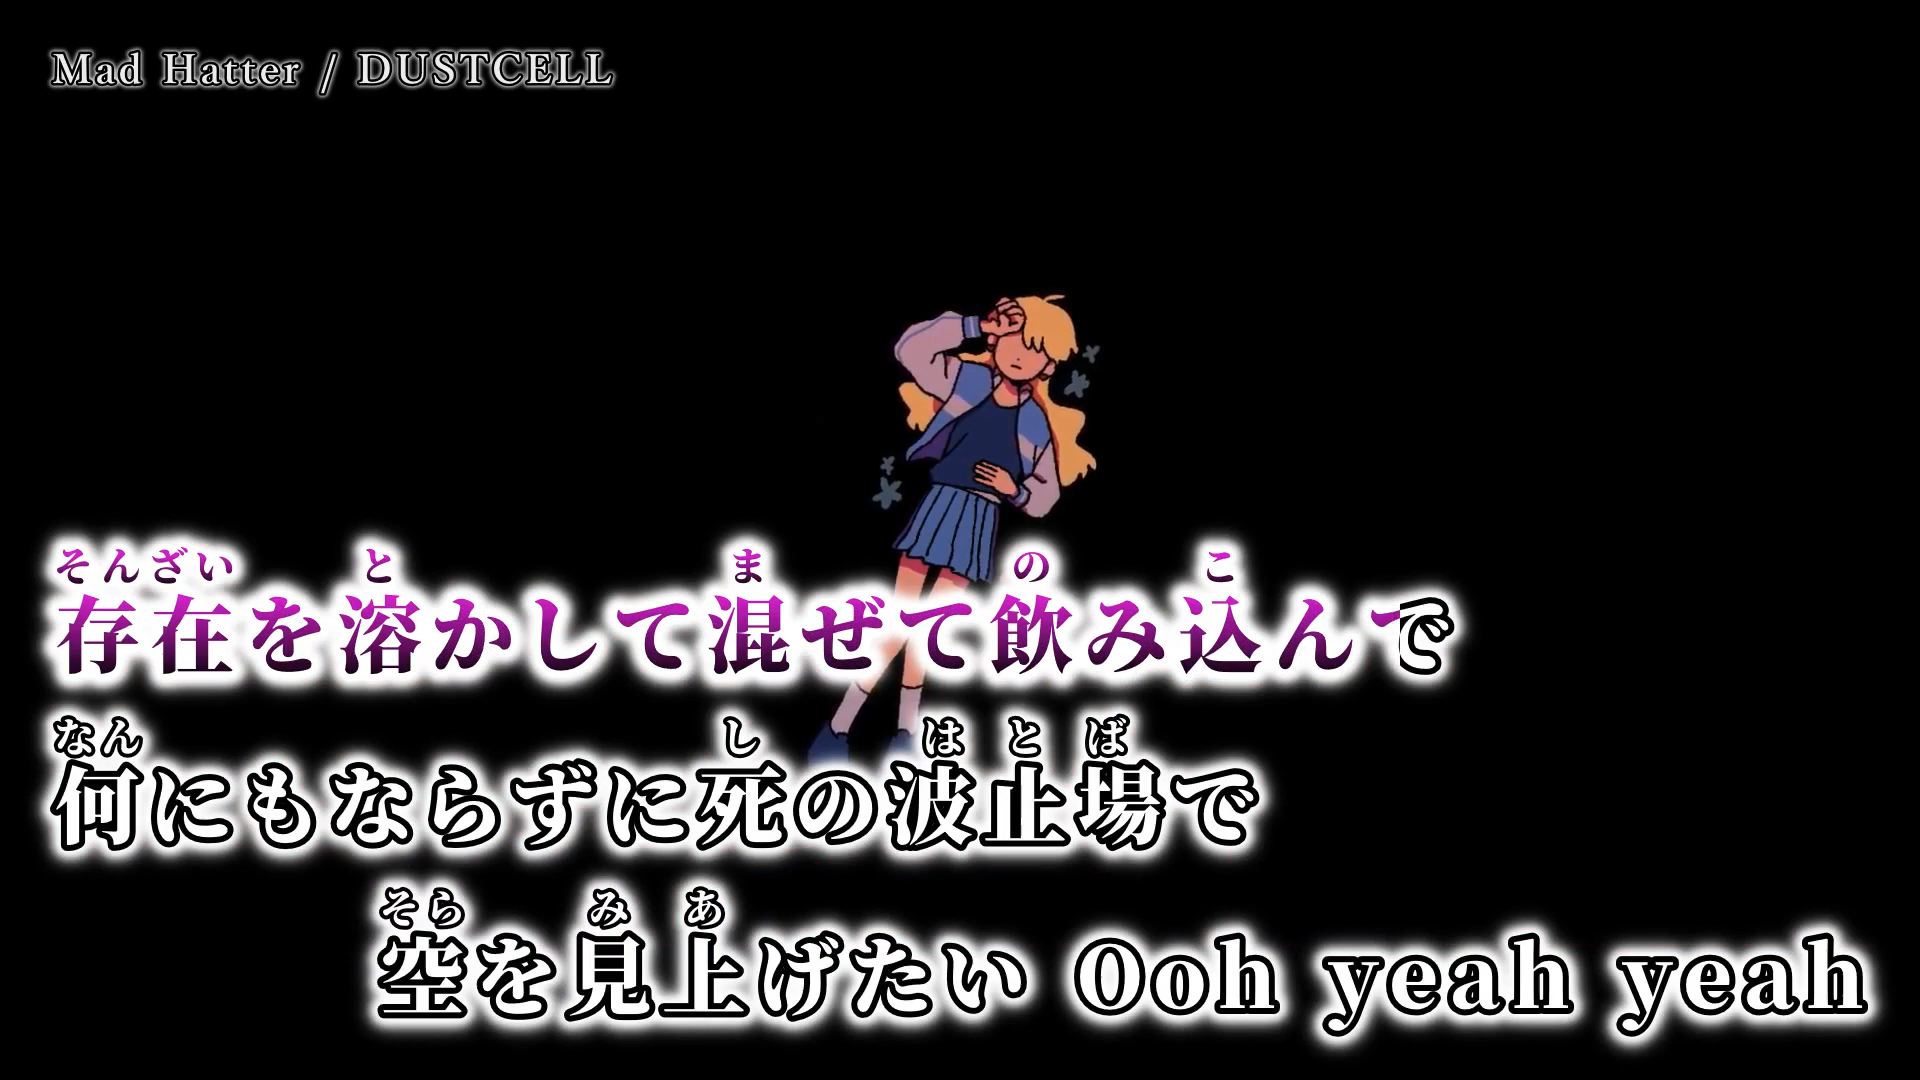 Mad Hatter / DUSTCELL
そんざい と ま の こ
存在を溶かして混ぜて飲み込んで
なん し は と ば
何にもならずに死の波止場で
そら み あ
空を見上げたい Ooh yeah yeah